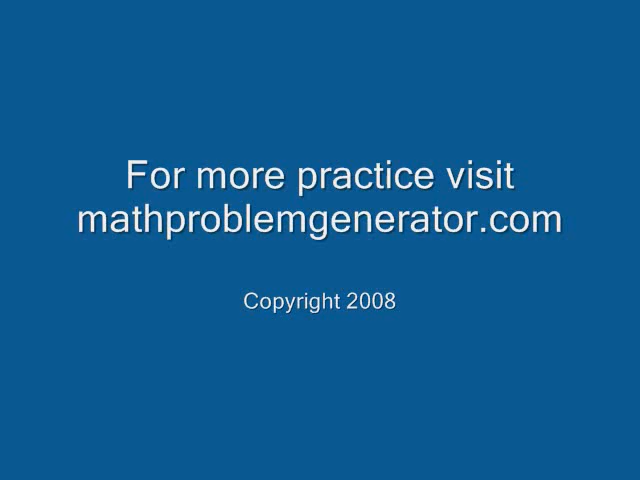 For more practice visit
mathproblemgenerator.com
Copyright 2008